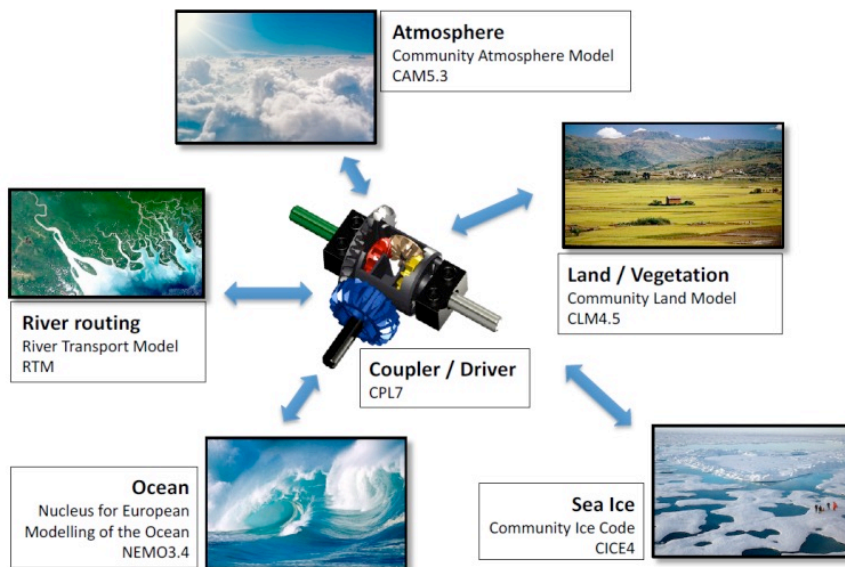 Atmosphere
Community Atmosphere Model
CAM5.3
Land / Vegetation
Community Land Model
CLM4.5
River routing
River Transport Model
RTM
Coupler / Driver
CPL7
Ocean
Nucleus for European
Modelling of the Ocean
NEMO3.4
Sea Ice
Community Ice Code
CICE4